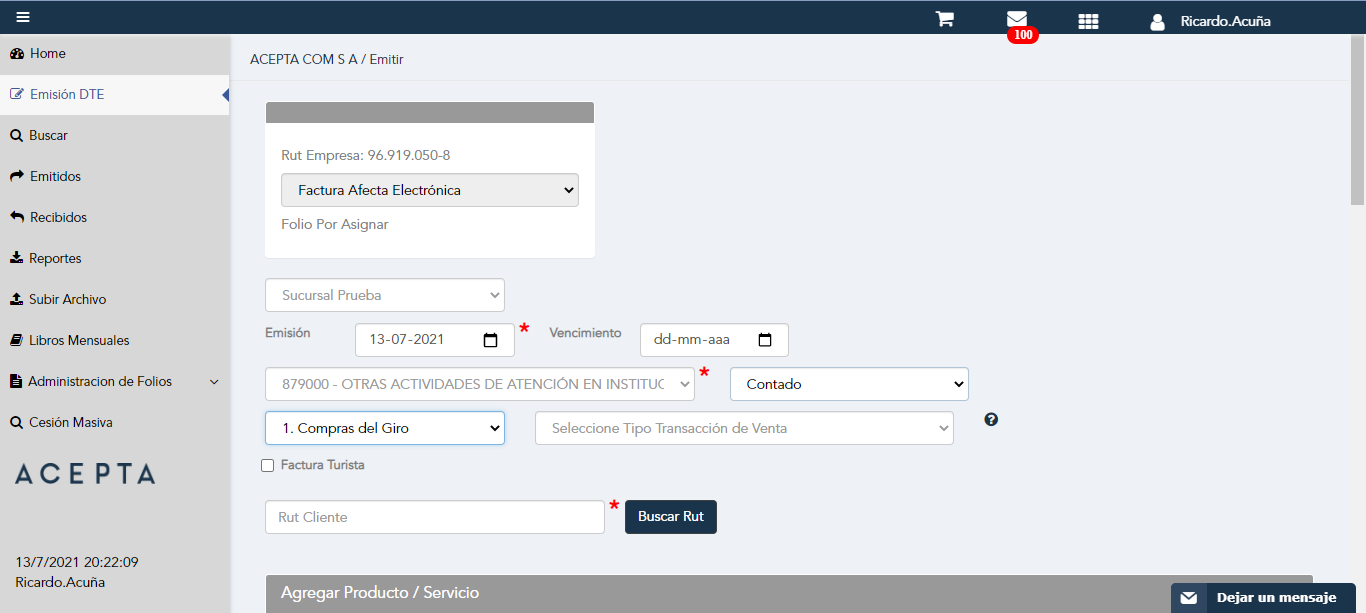 100
Ricardo.Acuña
Home
Emisión DTE
Buscar
Emitidos
Recibidos
Reportes
Subir Archivo
Libros Mensuales
Administracion de Folios
Cesión Masiva
ACEPTA
13/7/2021 20:22:09
Ricardo.Acuña
ACEPTA COM S A / Emitir
Rut Empresa: 96.919.050-8
Factura Afecta Electrónica
Folio Por Asignar
Sucursal Prueba
Emisión 13-07-2021 * Vencimiento dd-mm-aaa
879000 - OTRAS ACTIVIDADES DE ATENCIÓN EN INSTITUC * Contado
1. Compras del Giro Seleccione Tipo Transacción de Venta ?
Factura Turista
Rut Cliente * Buscar Rut
Agregar Producto / Servicio
Dejar un mensaje